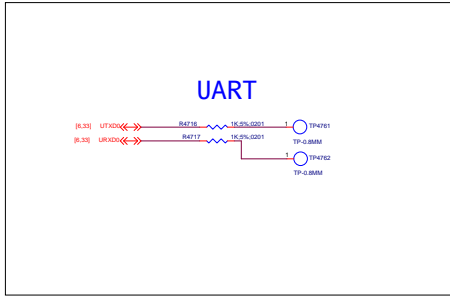 UART
[6,33] UTXD0 R4716 1K;5%;0201 1 TP4761
TP-0.8MM
[6,33] URXD0 R4717 1K;5%;0201
1 TP4762
TP-0.8MM